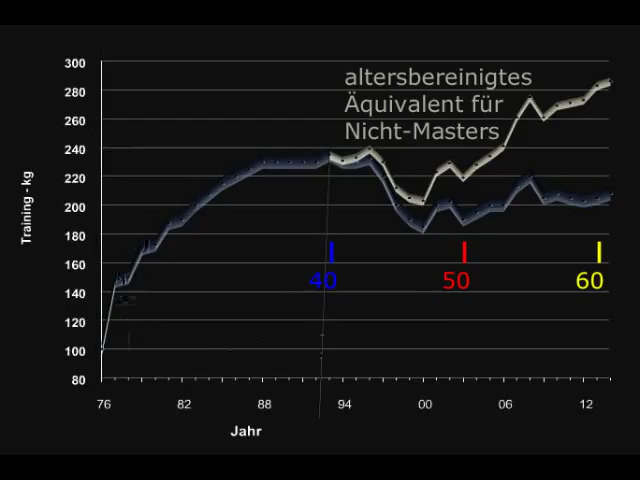 300
280
260
240
220
200
180
160
140
120
100
80
Training - kg
altersbereinigtes
Äquivalent für
Nicht-Masters
40
50
60
76 82 88 94 00 06 12
Jahr